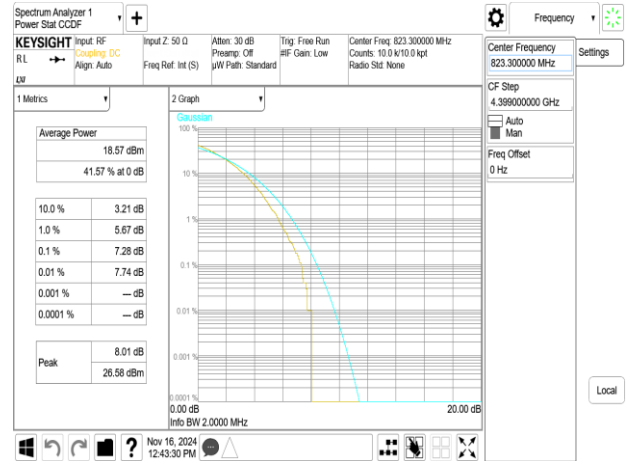 Spectrum Analyzer 1
Power Stat CCDF
+
Frequency
KEYSIGHT
RL
LXI
Input: RF
Coupling: DC
Align: Auto
Input Z: 50 Ω
Freq Ref: Int (S)
Atten: 30 dB
Preamp: Off
µW Path: Standard
Trig: Free Run
#IF Gain: Low
Center Freq: 823.300000 MHz
Counts: 10.0 k/10.0 kpt
Radio Std: None
Center Frequency
823.300000 MHz
Settings
CF Step
4.399000000 GHz
Auto
Man
Freq Offset
0 Hz
1 Metrics
Average Power
18.57 dBm
41.57 % at 0 dB
10.0 % 3.21 dB
1.0 % 5.67 dB
0.1 % 7.28 dB
0.01 % 7.74 dB
0.001 % — dB
0.0001 % — dB
Peak
8.01 dB
26.58 dBm
2 Graph
Gaussian
100 %
10 %
1 %
0.1 %
0.01 %
0.001 %
0.0001 %
0.00 dB 20.00 dB
Info BW 2.0000 MHz
Local
?
Nov 16, 2024
12:43:30 PM